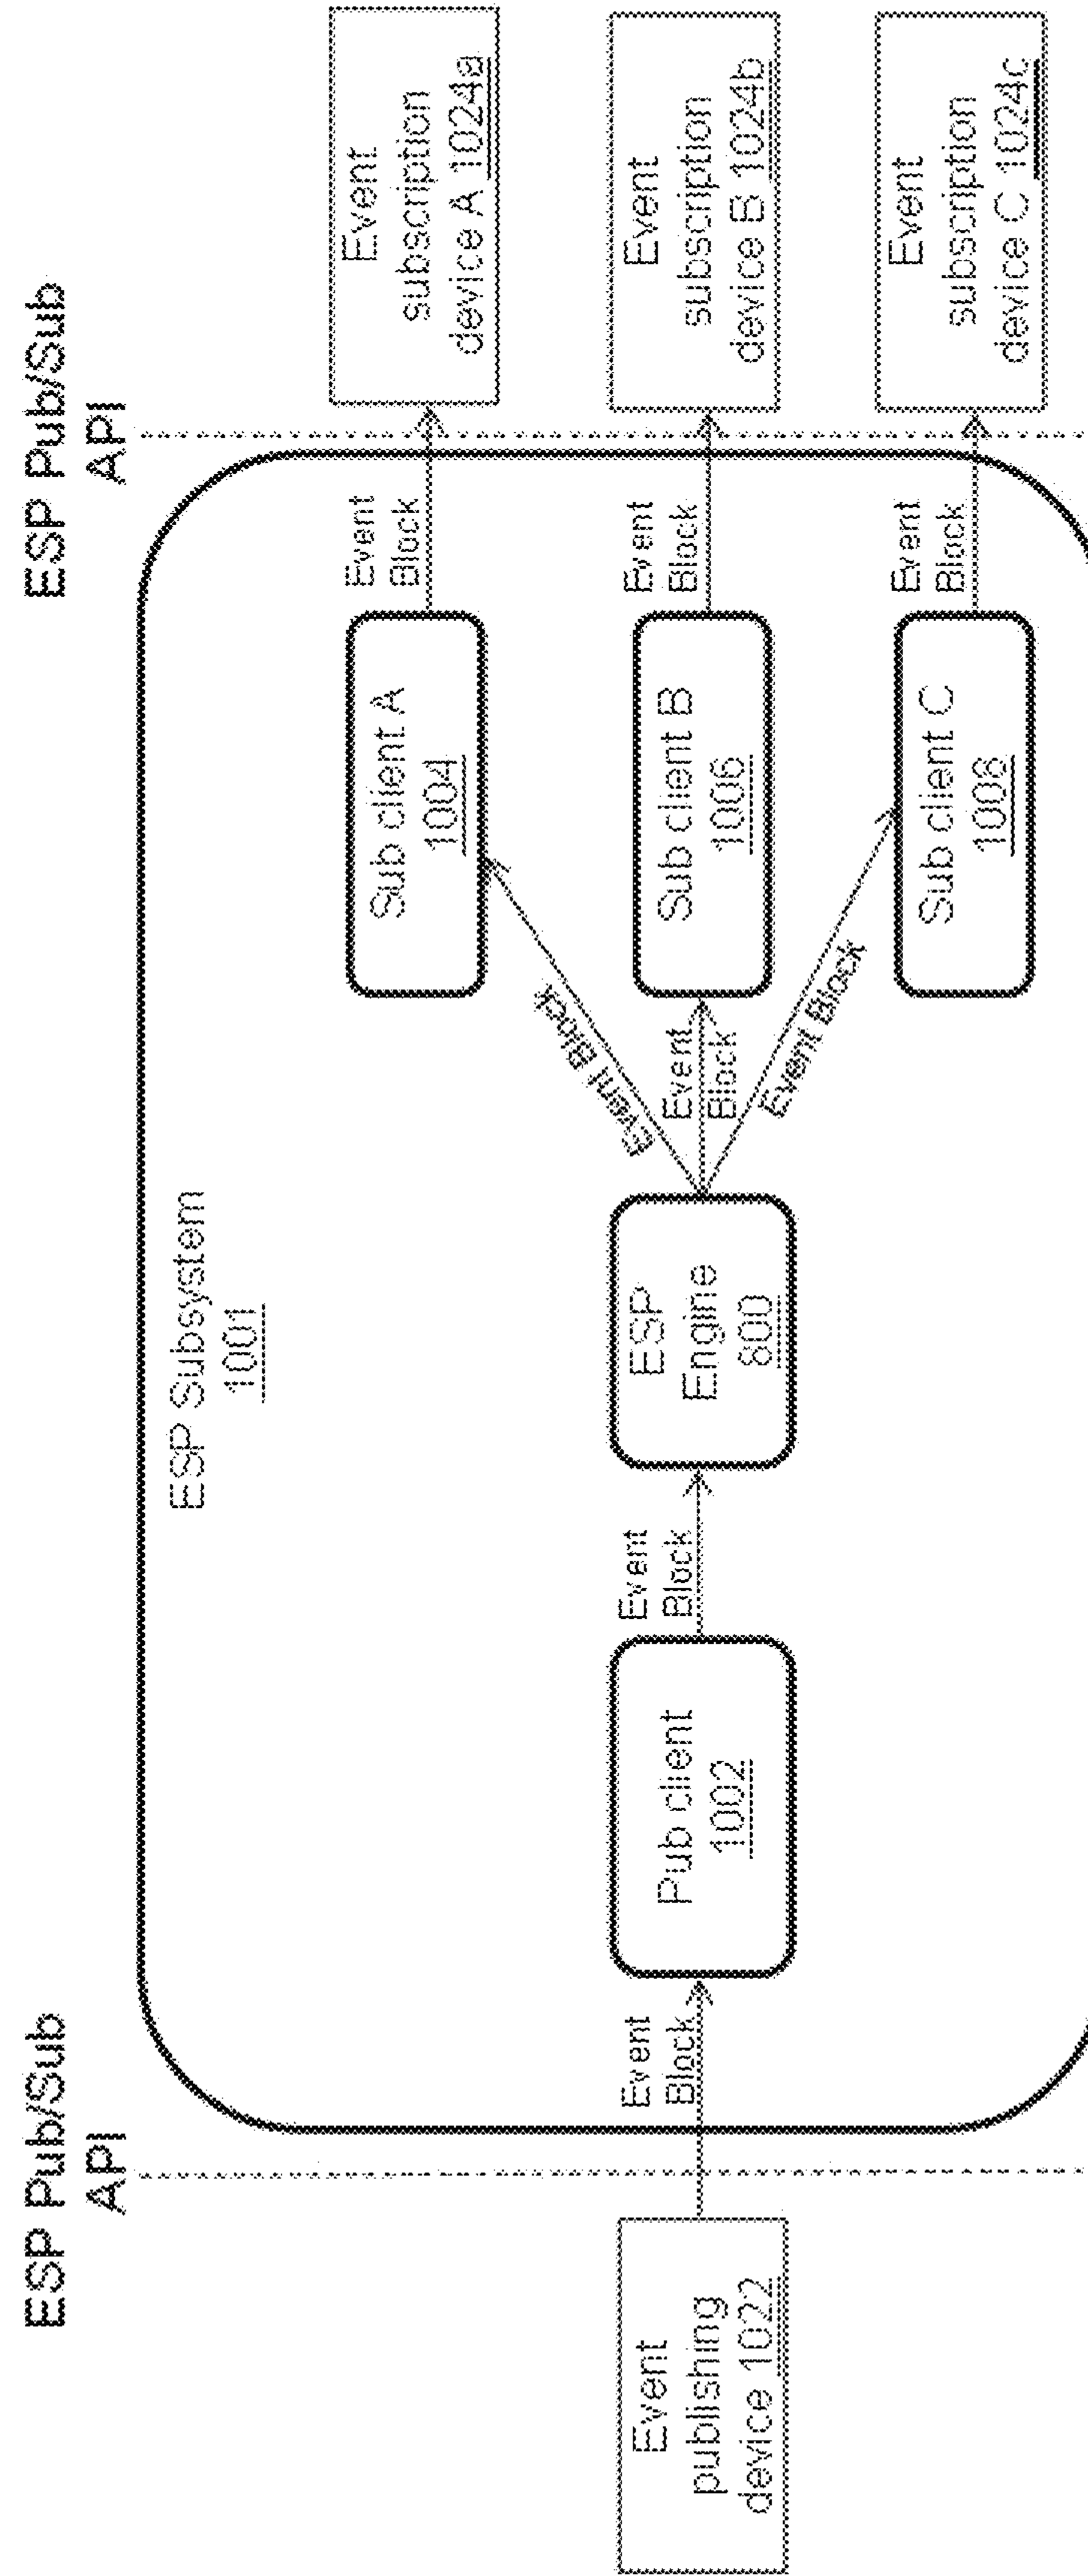 ESP Pub/Sub
API
ESP Pub/Sub
API
ESP Subsystem
1001
Event
publishing
device 1022
Event
Block
Pub client
1002
Event
Block
ESP
Engine
800
Event Block
Event
Block
Event Block
Sub client A
1004
Sub client B
1006
Sub client C
1008
Event
Block
Event
Block
Event
Block
Event
subscription
device A 1024a
Event
subscription
device B 1024b
Event
subscription
device C 1024c